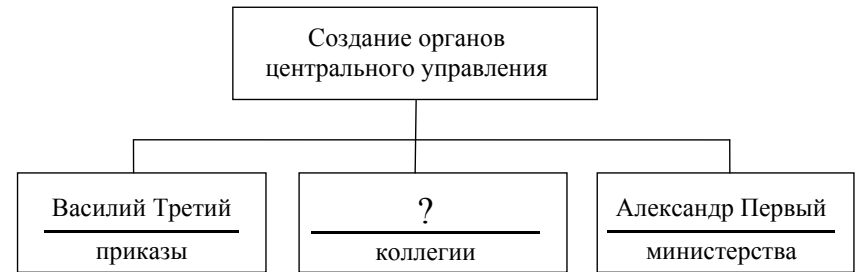 Создание органов
центрального управления
Василий Третий
приказы
?
коллегии
Александр Первый
министерства